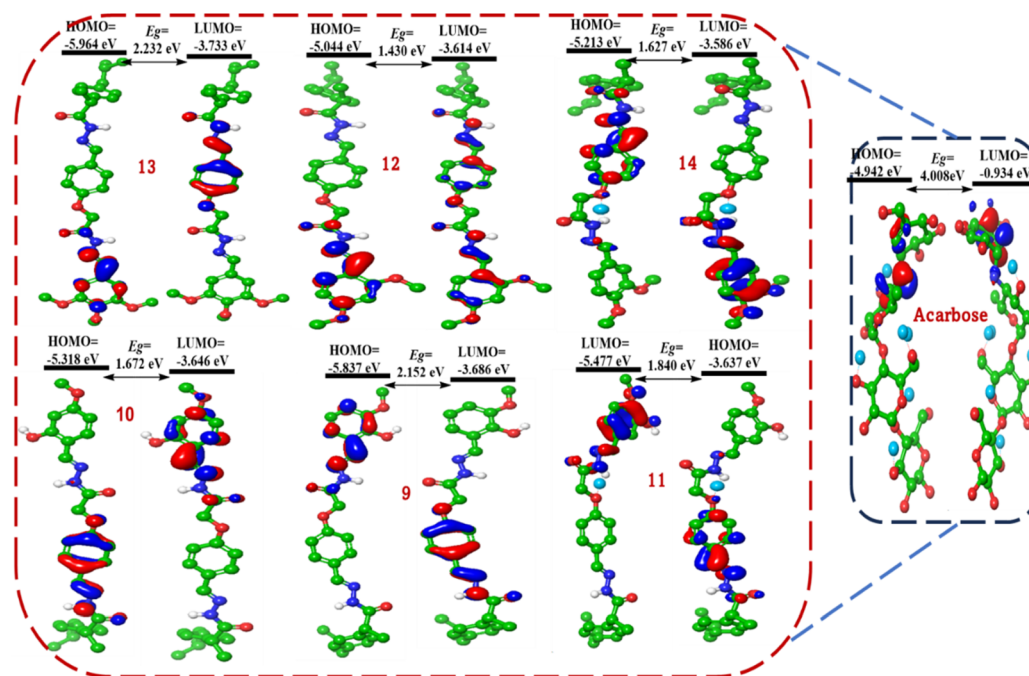 HOMO= Eg= LUMO=
-5.964 eV 2.232 eV -3.733 eV
13
HOMO= Eg= LUMO=
-5.044 eV 1.430 eV -3.614 eV
12
HOMO= Eg= LUMO=
-5.213 eV 1.627 eV -3.586 eV
14
HOMO= Eg= LUMO=
-5.318 eV 1.672 eV -3.646 eV
10
HOMO= Eg= LUMO=
-5.837 eV 2.152 eV -3.686 eV
9
LUMO= Eg= HOMO=
-5.477 eV 1.840 eV -3.637 eV
11
HOMO= Eg= LUMO=
-4.942 eV 4.008eV -0.934 eV
Acarbose